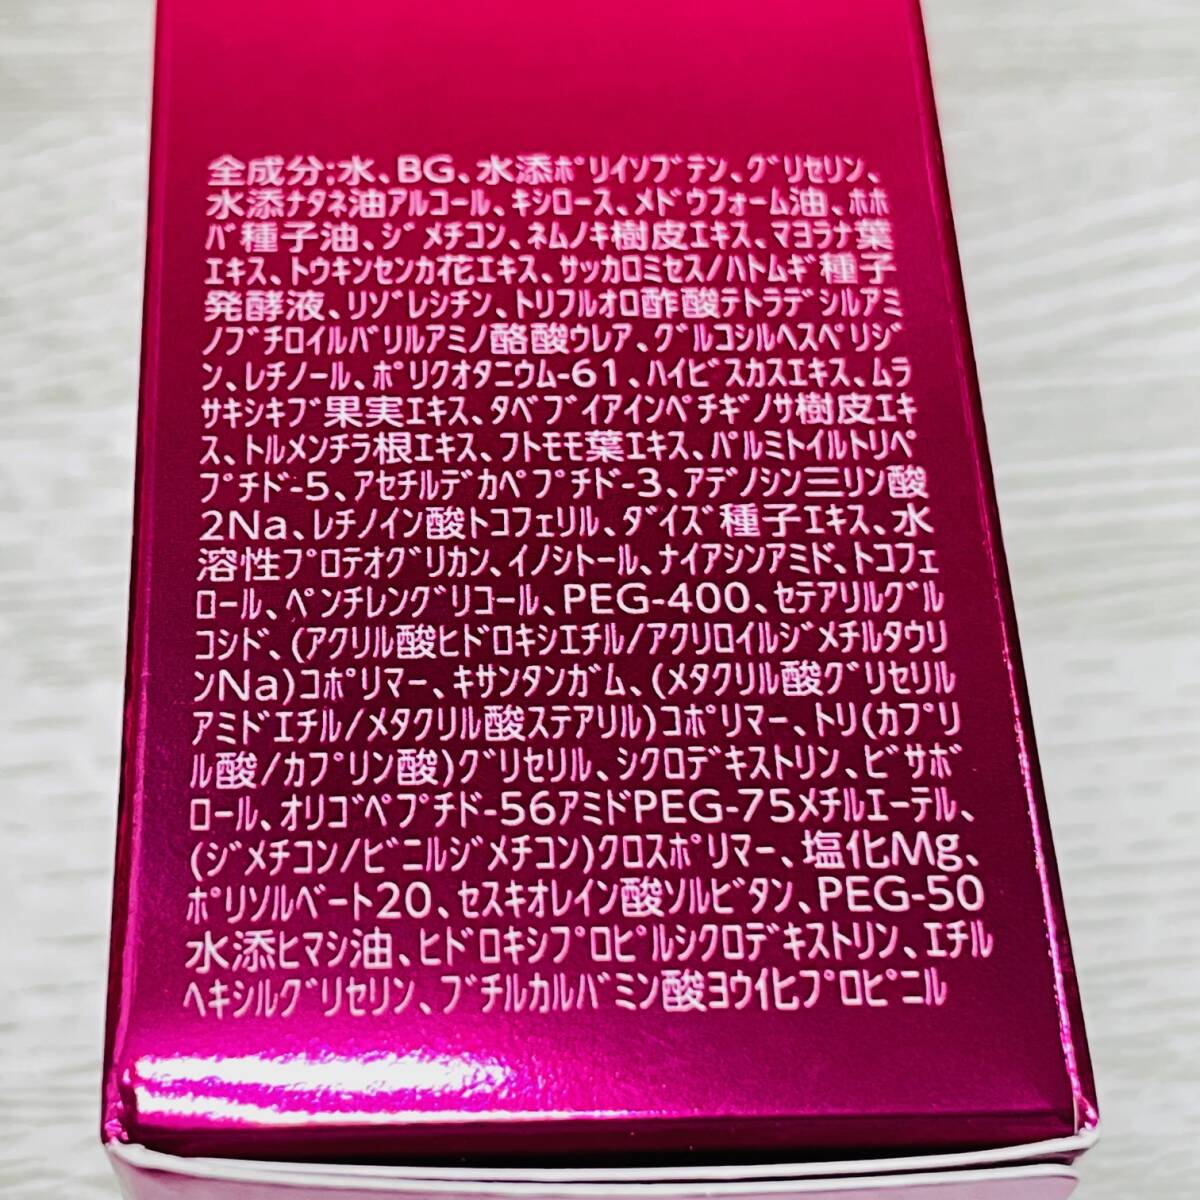 全成分:水、BG、水添ﾎﾟﾘｲｿﾌﾞﾃﾝ、ｸﾞﾘｾﾘﾝ、
水添ﾅﾀﾈ油ｱﾙｺｰﾙ、ｷｼﾛｰｽ、ﾒﾄﾞｳﾌｫｰﾑ油、ﾎﾎ
ﾊﾞ種子油、ｼﾞﾒﾁｺﾝ、ﾈﾑﾉｷ樹皮ｴｷｽ、ﾏﾖﾗﾅ葉
ｴｷｽ、ﾄｳｷﾝｾﾝｶ花ｴｷｽ、ｻｯｶﾛﾐｾｽ/ﾊﾄﾑｷﾞ種子
発酵液、ﾘｿﾞﾚｼﾁﾝ、ﾄﾘﾌﾙｵﾛ酢酸ﾃﾄﾗﾃﾞｼﾙｱﾐ
ﾉﾌﾞﾁﾛｲﾙﾊﾞﾘﾙｱﾐﾉ酪酸ｳﾚｱ、ｸﾞﾙｺｼﾙﾍｽﾍﾟﾘｼﾞ
ﾝ、ﾚﾁﾉｰﾙ、ﾎﾟﾘｸｵﾀﾆｳﾑ-61、ﾊｲﾋﾞｽｶｽｴｷｽ、ﾑﾗ
ｻｷｼｷﾌﾞ果実ｴｷｽ、ﾀﾍﾞﾌﾞｲｱｲﾝﾍﾟﾁｷﾞﾉｻ樹皮ｴｷ
ｽ、ﾄﾙﾒﾝﾁﾗ根ｴｷｽ、ﾌﾄﾓﾓ葉ｴｷｽ、ﾊﾟﾙﾐﾄｲﾙﾄﾘﾍﾟ
ﾌﾟﾁﾄﾞ-5、ｱｾﾁﾙﾃﾞｶﾍﾟﾌﾟﾁﾄﾞ-3、ｱﾃﾞﾉｼﾝ三ﾘﾝ酸
2Na、ﾚﾁﾉｲﾝ酸ﾄｺﾌｪﾘﾙ、ﾀﾞｲｽﾞ種子ｴｷｽ、水
溶性ﾌﾟﾛﾃｵｸﾞﾘｶﾝ、ｲﾉｼﾄｰﾙ、ﾅｲｱｼﾝｱﾐﾄﾞ、ﾄｺﾌｪ
ﾛｰﾙ、ﾍﾟﾝﾁﾚﾝｸﾞﾘｺｰﾙ、PEG-400、ｾﾃｱﾘﾙｸﾞﾙ
ｺｼﾄﾞ、(ｱｸﾘﾙ酸ﾋﾄﾞﾛｷｼｴﾁﾙ/ｱｸﾘﾛｲﾙｼﾞﾒﾁﾙﾀｳﾘ
ﾝNa)ｺﾎﾟﾘﾏｰ、ｷｻﾝﾀﾝｶﾞﾑ、(ﾒﾀｸﾘﾙ酸ｸﾞﾘｾﾘﾙ
ｱﾐﾄﾞｴﾁﾙ/ﾒﾀｸﾘﾙ酸ｽﾃｱﾘﾙ)ｺﾎﾟﾘﾏｰ、ﾄﾘ(ｶﾌﾟﾘ
ﾙ酸/ｶﾌﾟﾘﾝ酸)ｸﾞﾘｾﾘﾙ、ｼｸﾛﾃﾞｷｽﾄﾘﾝ、ﾋﾞｻﾎﾞ
ﾛｰﾙ、ｵﾘｺﾞﾍﾟﾌﾟﾁﾄﾞ-56ｱﾐﾄﾞPEG-75ﾒﾁﾙｴｰﾃﾙ、
(ｼﾞﾒﾁｺﾝ/ﾋﾞﾆﾙｼﾞﾒﾁｺﾝ)ｸﾛｽﾎﾟﾘﾏｰ、塩化Mg、
ﾎﾟﾘｿﾙﾍﾞｰﾄ20、ｾｽｷｵﾚｲﾝ酸ｿﾙﾋﾞﾀﾝ、PEG-50
水添ﾋﾏｼ油、ﾋﾄﾞﾛｷｼﾌﾟﾛﾋﾟﾙｼｸﾛﾃﾞｷｽﾄﾘﾝ、ｴﾁﾙ
ﾍｷｼﾙｸﾞﾘｾﾘﾝ、ﾌﾞﾁﾙｶﾙﾊﾞﾐﾝ酸ﾖｳ化ﾌﾟﾛﾋﾟﾆﾙ